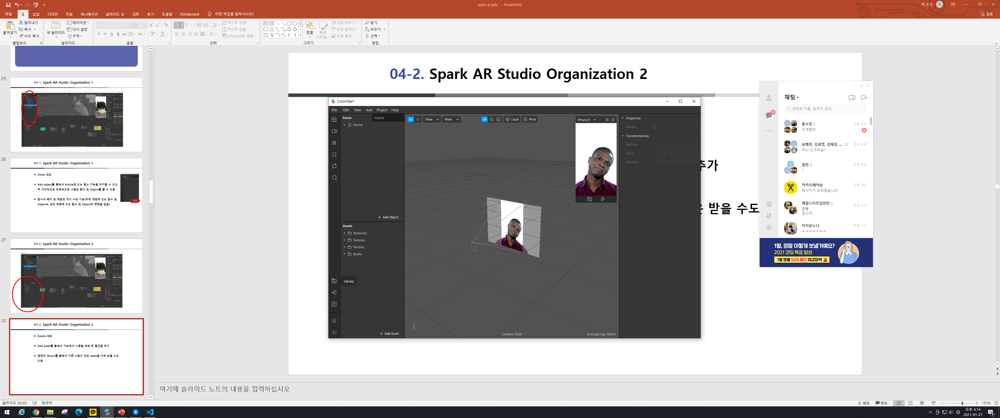 spark ar.pptx - PowerPoint
백 유진
파일 홈 삽입 디자인 전환 애니메이션 슬라이드 쇼 검토 보기 도움말 PDFelement 어떤 작업을 원하시나요?
공유
붙여넣기
잘라내기
복사
서식 복사
클립보드
새 슬라이드
레이아웃
다시 설정
구역
슬라이드
20
글꼴
텍스트 방향
텍스트 맞춤
SmartArt로 변환
단락
정렬
빠른 스타일
도형 채우기
도형 윤곽선
도형 효과
그리기
찾기
바꾸기
선택
편집
25
04-1. Spark AR Studio Organization 1
26
04-1. Spark AR Studio Organization 1
Scene 파트
Add object를 통해서 Article에 있는 함수 기능을 추가할 수 있으
며 시각적으로 전체적으로 사용된 함수 및 Object를 볼 수 있음
함수의 배치 및 계층성 역시 수정 가능(하위 계층에 있는 함수 및
Object는 상위 계층에 있는 함수 및 Object의 영향을 받음)
27
04-2. Spark AR Studio Organization 2
28
04-2. Spark AR Studio Organization 2
Assets 파트
Add asset를 통해서 기능에서 사용될 객체 즉 물건을 추가
옆면의 library를 통해서 다른 사람이 만든 asset을 다운 받을 수도
있음
04-2. Spark AR Studio Organization 2
추가
받을 수도
ColorFilter*
File Edit View Add Project Help
Scene Layers
Device
Add Object
Assets
Materials
Textures
Patches
Blocks
Library
Add Asset
3D 2D View Filter Local Pivot
iPhone 8
Camera: Front
Grid spacing: 100cm
Properties
Visible
Transformations
Position
Scale
Rotation
채팅
8
채팅방 이름, 참여자 검색
통수킹 5 오후 4:14
이게뭔데 8
송병찬, 김권영, 김해성, ... 12 오후 4:06
하나 신고하실?
칠반 4 오후 3:49
?
카카오헤어샵 오후 3:01
메시지가 도착했습니다.
계절스타트업인턴 3 오후 1:37
짬뽕
맘스터...
이지운누나 오후 1:31
ㅋㅋㅋㅋㅋㅋㅋ
1월, 정말 이렇게 보낼거예요?
2021 코딩 목표 달성
1월 앵콜 52% 할인 마감임박
여기에 슬라이드 노트의 내용을 입력하십시오
슬라이드 28/63 한국어
메모 메모 155%
TALK
오후 4:14
2021-01-27
1